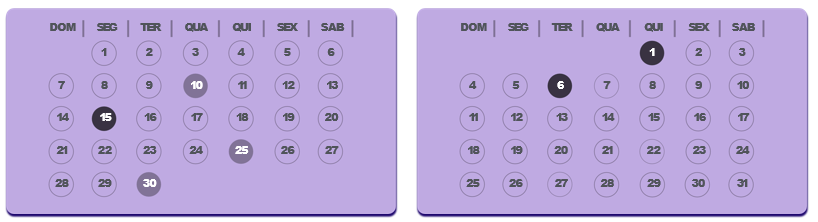 DOM | SEG | TER | QUA | QUI | SEX | SAB |
1 2 3 4 5 6
7 8 9 10 11 12 13
14 15 16 17 18 19 20
21 22 23 24 25 26 27
28 29 30
DOM | SEG | TER | QUA | QUI | SEX | SAB |
1 2 3
4 5 6 7 8 9 10
11 12 13 14 15 16 17
18 19 20 21 22 23 24
25 26 27 28 29 30 31